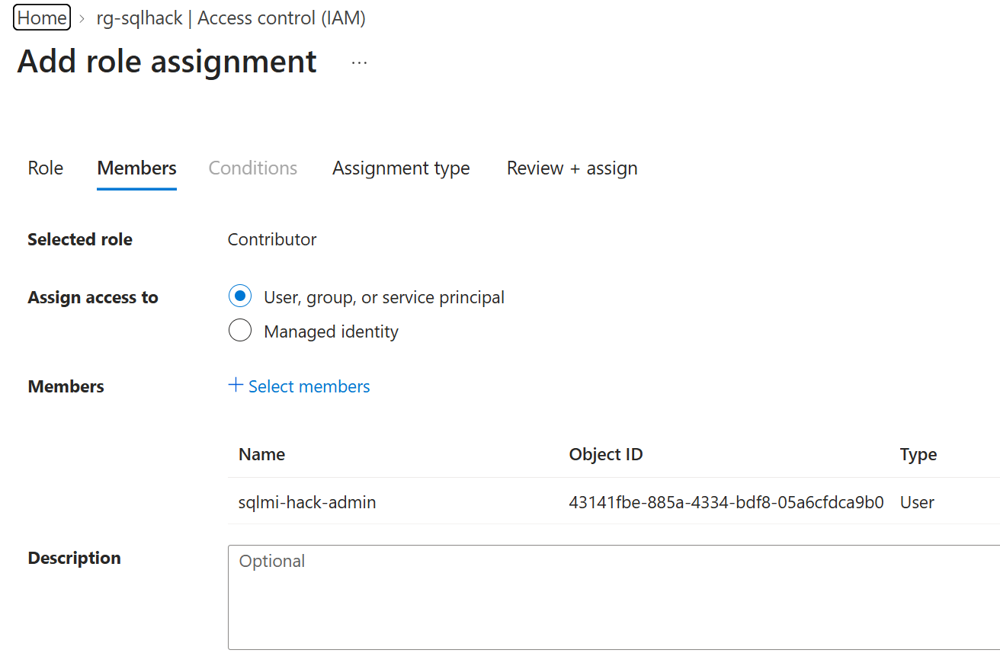 Home > rg-sqlhack | Access control (IAM)
Add role assignment ...
Role Members Conditions Assignment type Review + assign
Selected role Contributor
Assign access to User, group, or service principal
Managed identity
Members + Select members
Name Object ID Type
sqlmi-hack-admin 43141fbe-885a-4334-bdf8-05a6cfdca9b0 User
Description Optional